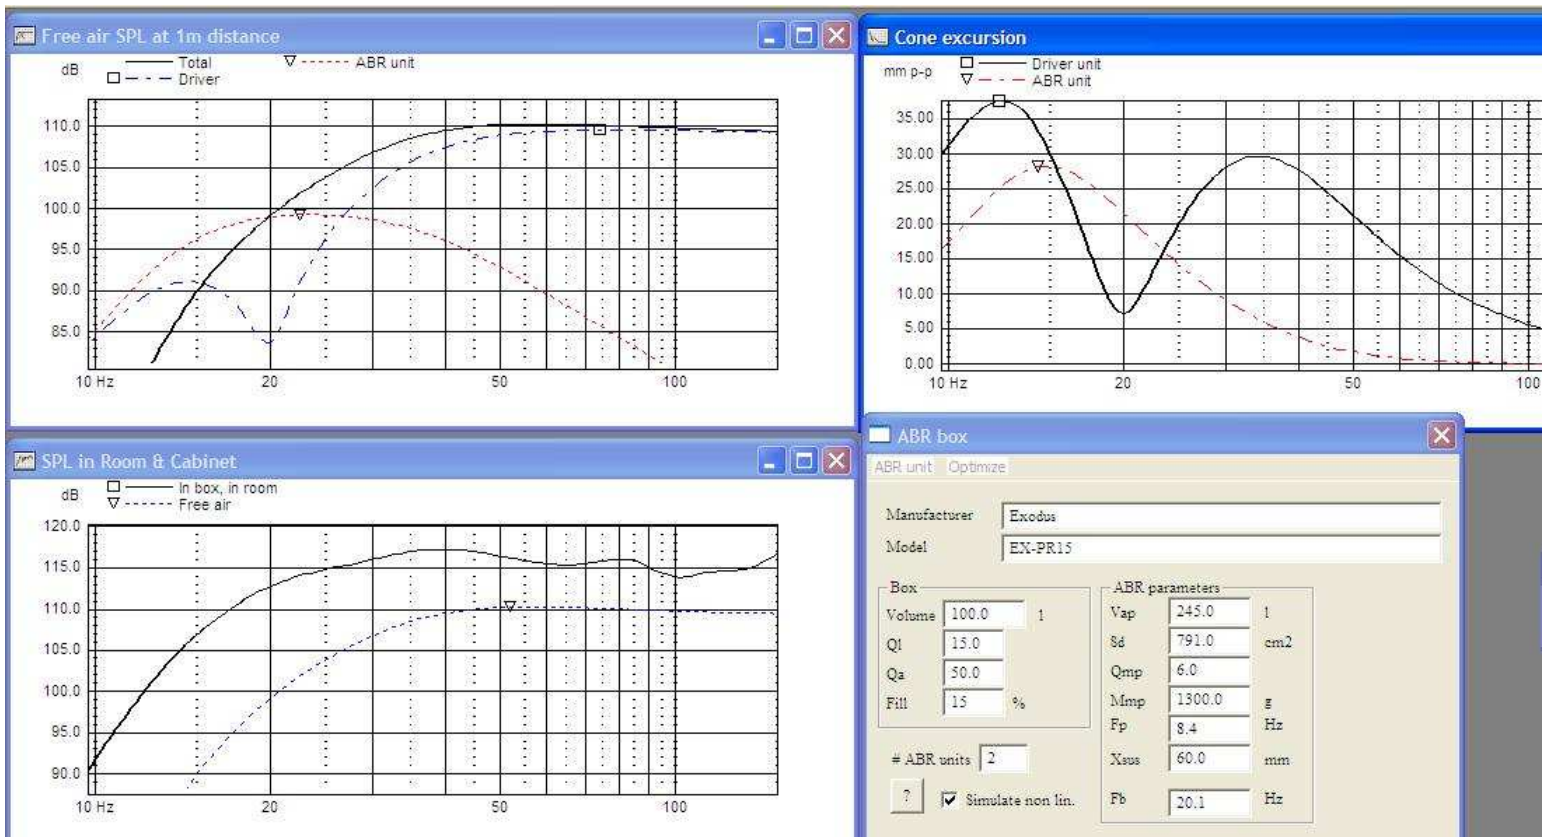 Free air SPL at 1m distance
dB
Total
ABR unit
Driver
110.0
105.0
100.0
95.0
90.0
85.0
10 Hz
20
50
100
Cone excursion
mm p-p
Driver unit
ABR unit
35.00
30.00
25.00
20.00
15.00
10.00
5.00
0.00
10 Hz
20
50
100
SPL in Room & Cabinet
dB
In box, in room
Free air
120.0
115.0
110.0
105.0
100.0
95.0
90.0
10 Hz
20
50
100
ABR box
ABR unit Optimize
Manufacturer Exodus
Model EX-PR15
Box
Volume 100.0 l
Ql 15.0
Qa 50.0
Fill 15 %
# ABR units 2
? Simulate non lin.
ABR parameters
Vap 245.0 l
Sd 791.0 cm2
Qmp 6.0
Mmp 1300.0 g
Fp 8.4 Hz
Xsus 60.0 mm
Fb 20.1 Hz